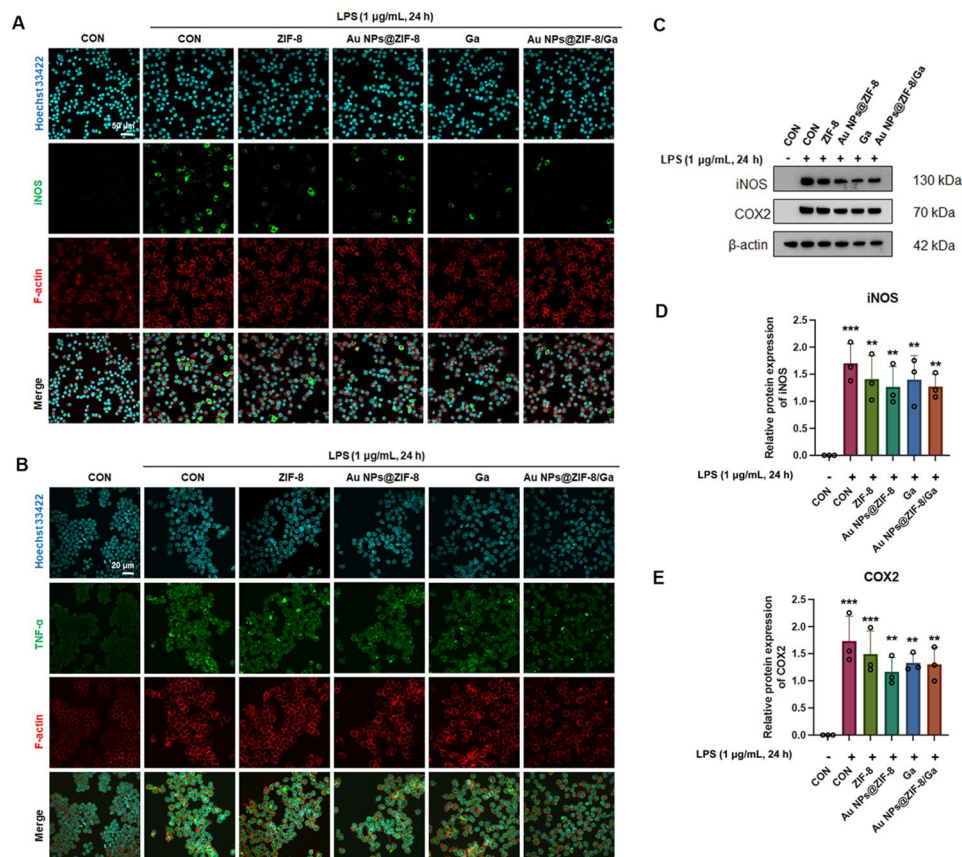 A
LPS (1 µg/mL, 24 h)
CON CON ZIF-8 Au NPs@ZIF-8 Ga Au NPs@ZIF-8/Ga
Hoechst 33422
50 µm
iNOS
F-actin
Merge
B
LPS (1 µg/mL, 24 h)
CON CON ZIF-8 Au NPs@ZIF-8 Ga Au NPs@ZIF-8/Ga
Hoechst 33422
20 µm
TNF-α
F-actin
Merge
C
CON CON ZIF-8 Au NPs@ZIF-8 Ga Au NPs@ZIF-8/Ga
LPS (1 µg/mL, 24 h) - + + + + +
iNOS 130 kDa
COX2 70 kDa
β-actin 42 kDa
D
iNOS
Relative protein expression
of iNOS
2.5
2.0
1.5
1.0
0.5
0.0
*** ** ** ** **
LPS (1 µg/mL, 24 h) - + + + + +
CON CON ZIF-8 Au NPs@ZIF-8 Ga Au NPs@ZIF-8/Ga
E
COX2
Relative protein expression
of COX2
2.5
2.0
1.5
1.0
0.5
0.0
*** *** ** ** **
LPS (1 µg/mL, 24 h) - + + + + +
CON CON ZIF-8 Au NPs@ZIF-8 Ga Au NPs@ZIF-8/Ga